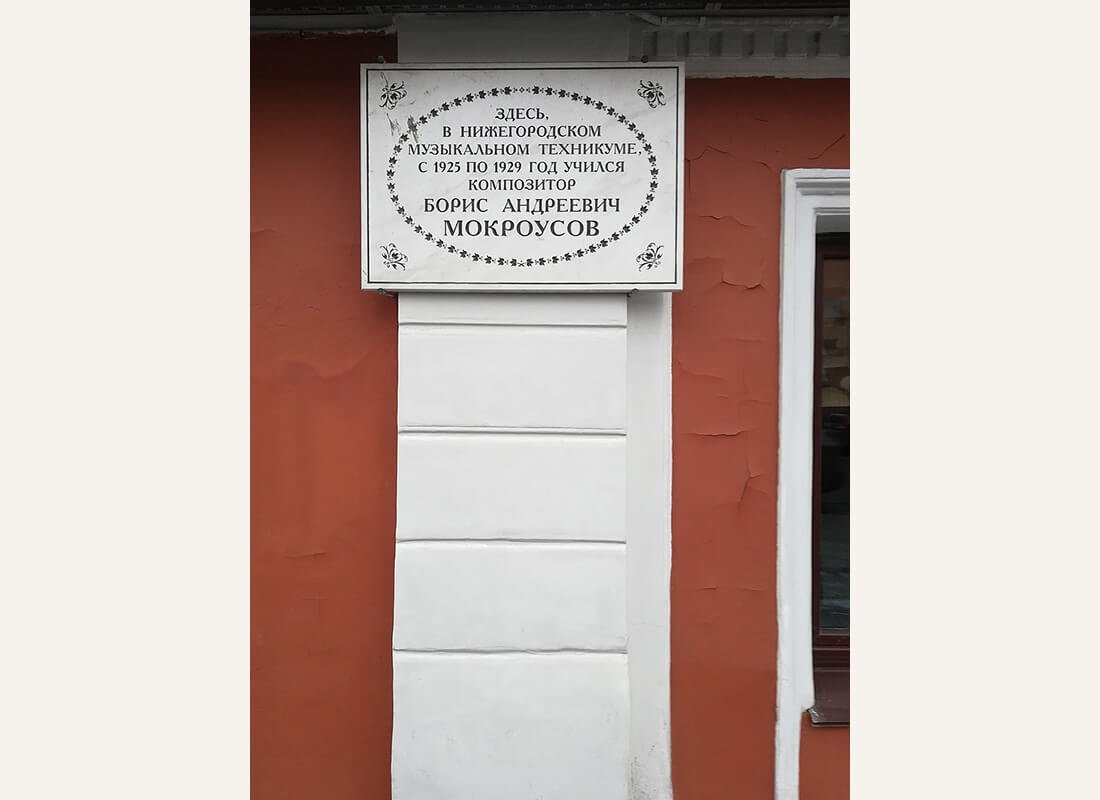 ЗДЕСЬ,
В НИЖЕГОРОДСКОМ
МУЗЫКАЛЬНОМ ТЕХНИКУМЕ,
С 1925 ПО 1929 ГОД УЧИЛСЯ
КОМПОЗИТОР
БОРИС АНДРЕЕВИЧ
МОКРОУСОВ